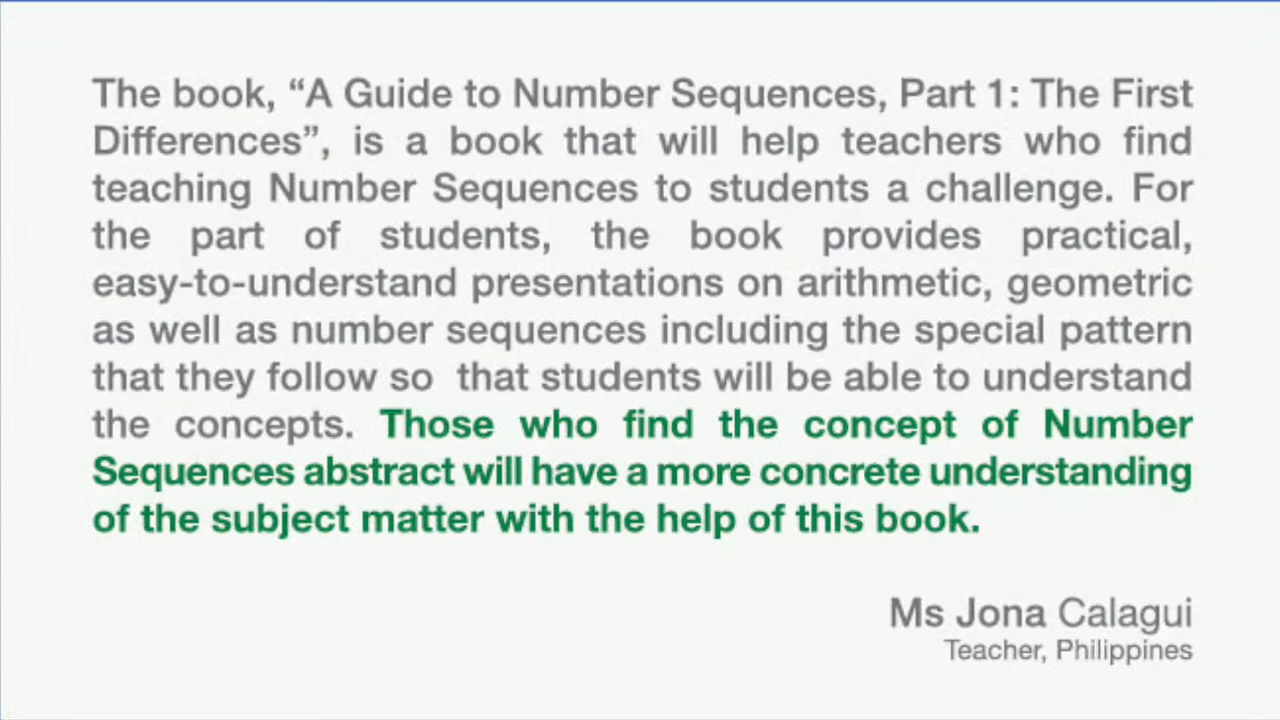 The book, “A Guide to Number Sequences, Part 1: The First
Differences”, is a book that will help teachers who find
teaching Number Sequences to students a challenge. For
the part of students, the book provides practical,
easy-to-understand presentations on arithmetic, geometric
as well as number sequences including the special pattern
that they follow so  that students will be able to understand
the concepts. Those who find the concept of Number
Sequences abstract will have a more concrete understanding
of the subject matter with the help of this book.
Ms Jona Calagui
Teacher, Philippines